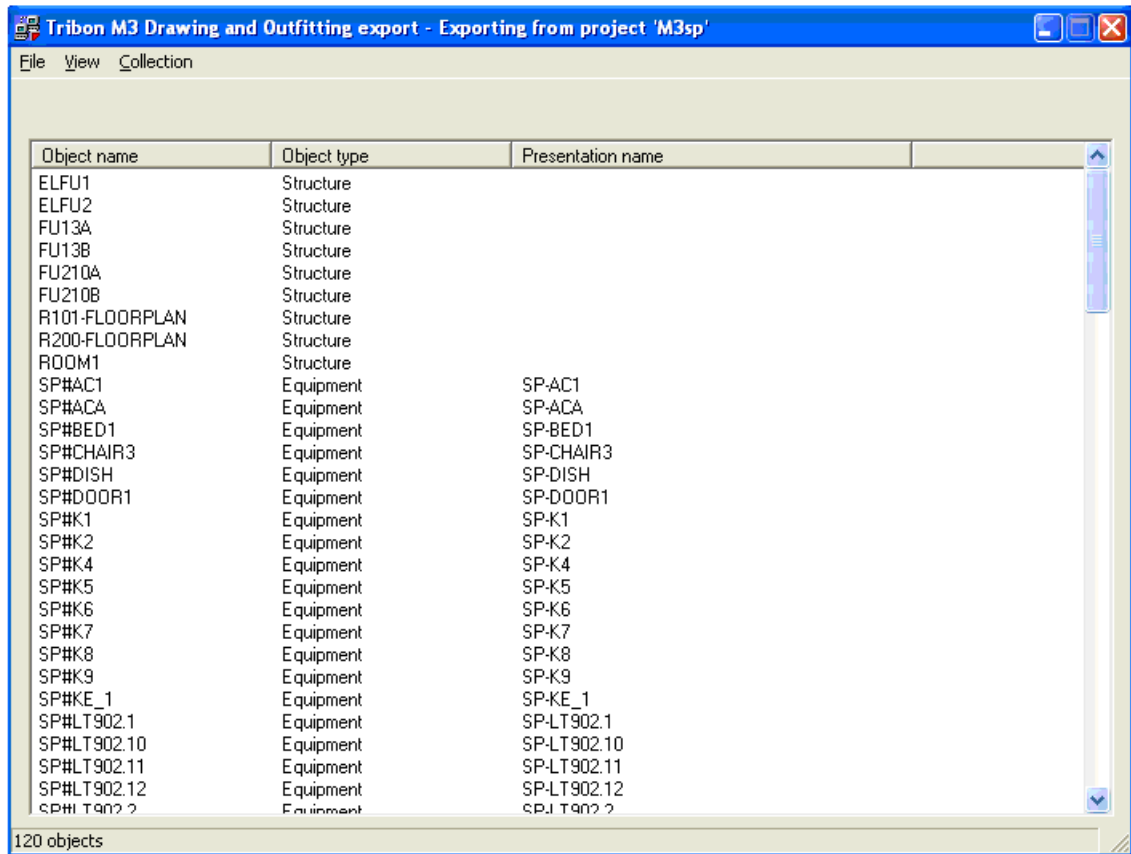 Tribon M3 Drawing and Outfitting export - Exporting from project 'M3sp'
File View Collection
Object name Object type Presentation name
ELFU1 Structure
ELFU2 Structure
FU13A Structure
FU13B Structure
FU210A Structure
FU210B Structure
R101-FLOORPLAN Structure
R200-FLOORPLAN Structure
ROOM1 Structure
SP#AC1 Equipment SP-AC1
SP#ACA Equipment SP-ACA
SP#BED1 Equipment SP-BED1
SP#CHAIR3 Equipment SP-CHAIR3
SP#DISH Equipment SP-DISH
SP#DOOR1 Equipment SP-DOOR1
SP#K1 Equipment SP-K1
SP#K2 Equipment SP-K2
SP#K4 Equipment SP-K4
SP#K5 Equipment SP-K5
SP#K6 Equipment SP-K6
SP#K7 Equipment SP-K7
SP#K8 Equipment SP-K8
SP#K9 Equipment SP-K9
SP#KE_1 Equipment SP-KE_1
SP#LT902.1 Equipment SP-LT902.1
SP#LT902.10 Equipment SP-LT902.10
SP#LT902.11 Equipment SP-LT902.11
SP#LT902.12 Equipment SP-LT902.12
SP#LT902.2 Equipment SP-LT902.2
120 objects